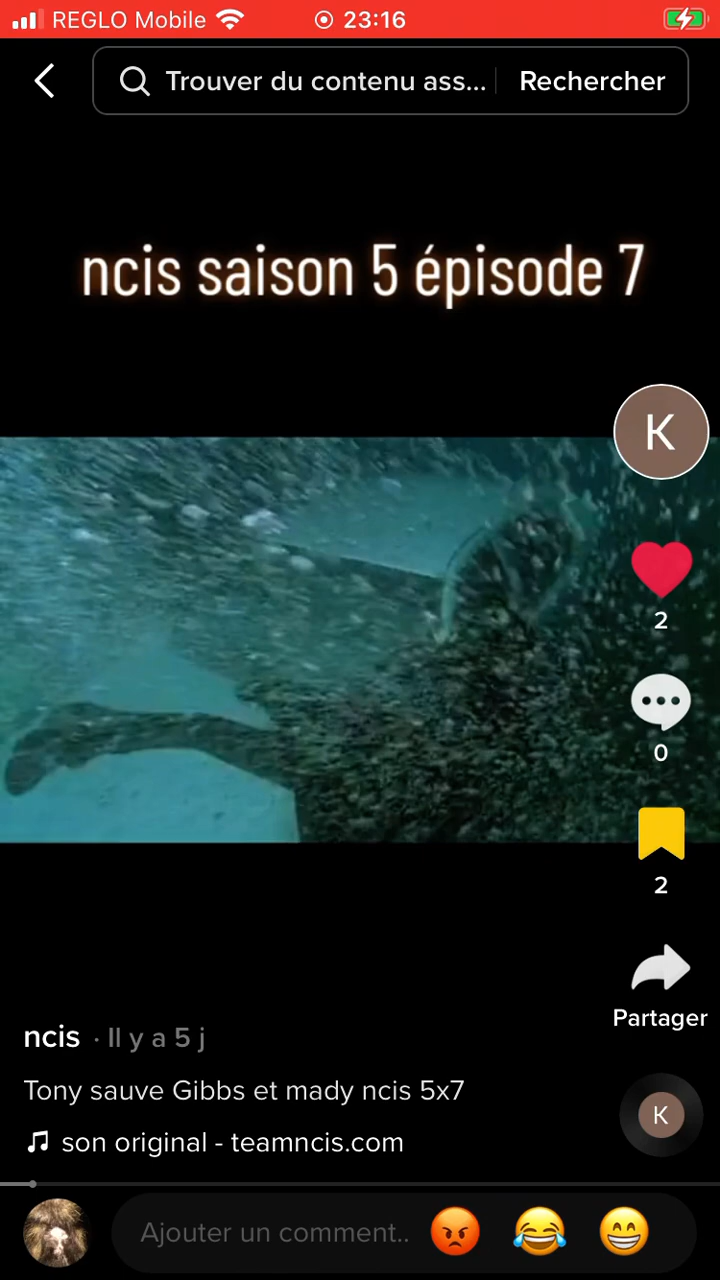 REGLO Mobile 23:16
Trouver du contenu ass... Rechercher
ncis saison 5 épisode 7
K
2
0
2
Partager
ncis · Il y a 5 j
Tony sauve Gibbs et mady ncis 5x7
son original - teamncis.com
K
Ajouter un comment..